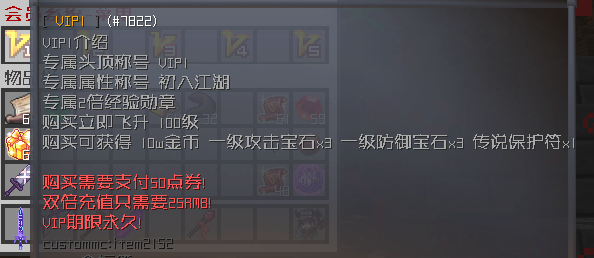 [ VIP1 ] (#7822)
VIP1介绍
专属头顶称号 VIP1
专属属性称号 初入江湖
专属2倍经验勋章
购买立即飞升 100级
购买可获得 10w金币 一级攻击宝石x3 一级防御宝石x3 传说保护符x1
购买需要支付50点券!
双倍充值只需要25RMB!
VIP期限永久!
custommc:item2152
物品